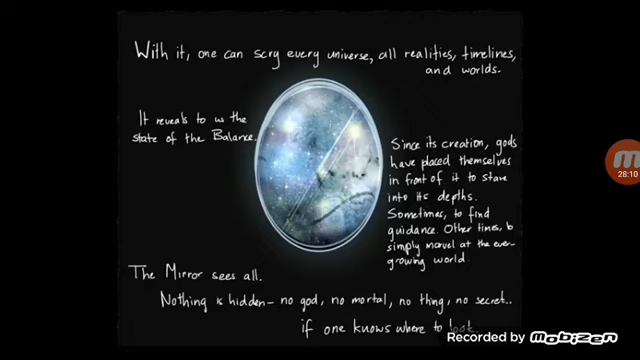 With it, one can scry every universe, all realities, timelines,
and worlds.
It reveals to us the
state of the Balance.
Since its creation, gods
have placed themselves
in front of it to stare
into its depths.
Sometimes, to find
guidance. Other times, to
simply marvel at the ever-
growing world.
The Mirror sees all.
Nothing is hidden – no god, no mortal, no thing, no secret..
if one knows where to look.
28:10
Recorded by mobizen